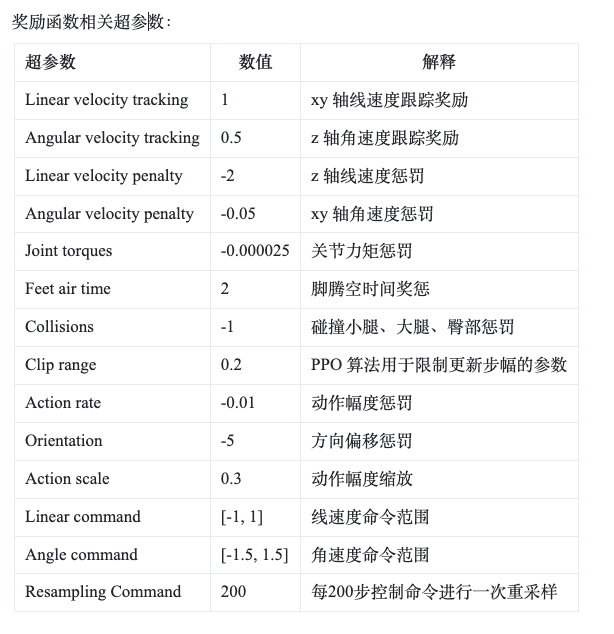 奖励函数相关超参数：
超参数 数值 解释
Linear velocity tracking 1 xy 轴线速度跟踪奖励
Angular velocity tracking 0.5 z 轴角速度跟踪奖励
Linear velocity penalty -2 z 轴线速度惩罚
Angular velocity penalty -0.05 xy 轴角速度惩罚
Joint torques -0.000025 关节力矩惩罚
Feet air time 2 脚腾空时间奖惩
Collisions -1 碰撞小腿、大腿、臀部惩罚
Clip range 0.2 PPO 算法用于限制更新步幅的参数
Action rate -0.01 动作幅度惩罚
Orientation -5 方向偏移惩罚
Action scale 0.3 动作幅度缩放
Linear command [-1, 1] 线速度命令范围
Angle command [-1.5, 1.5] 角速度命令范围
Resampling Command 200 每200步控制命令进行一次重采样